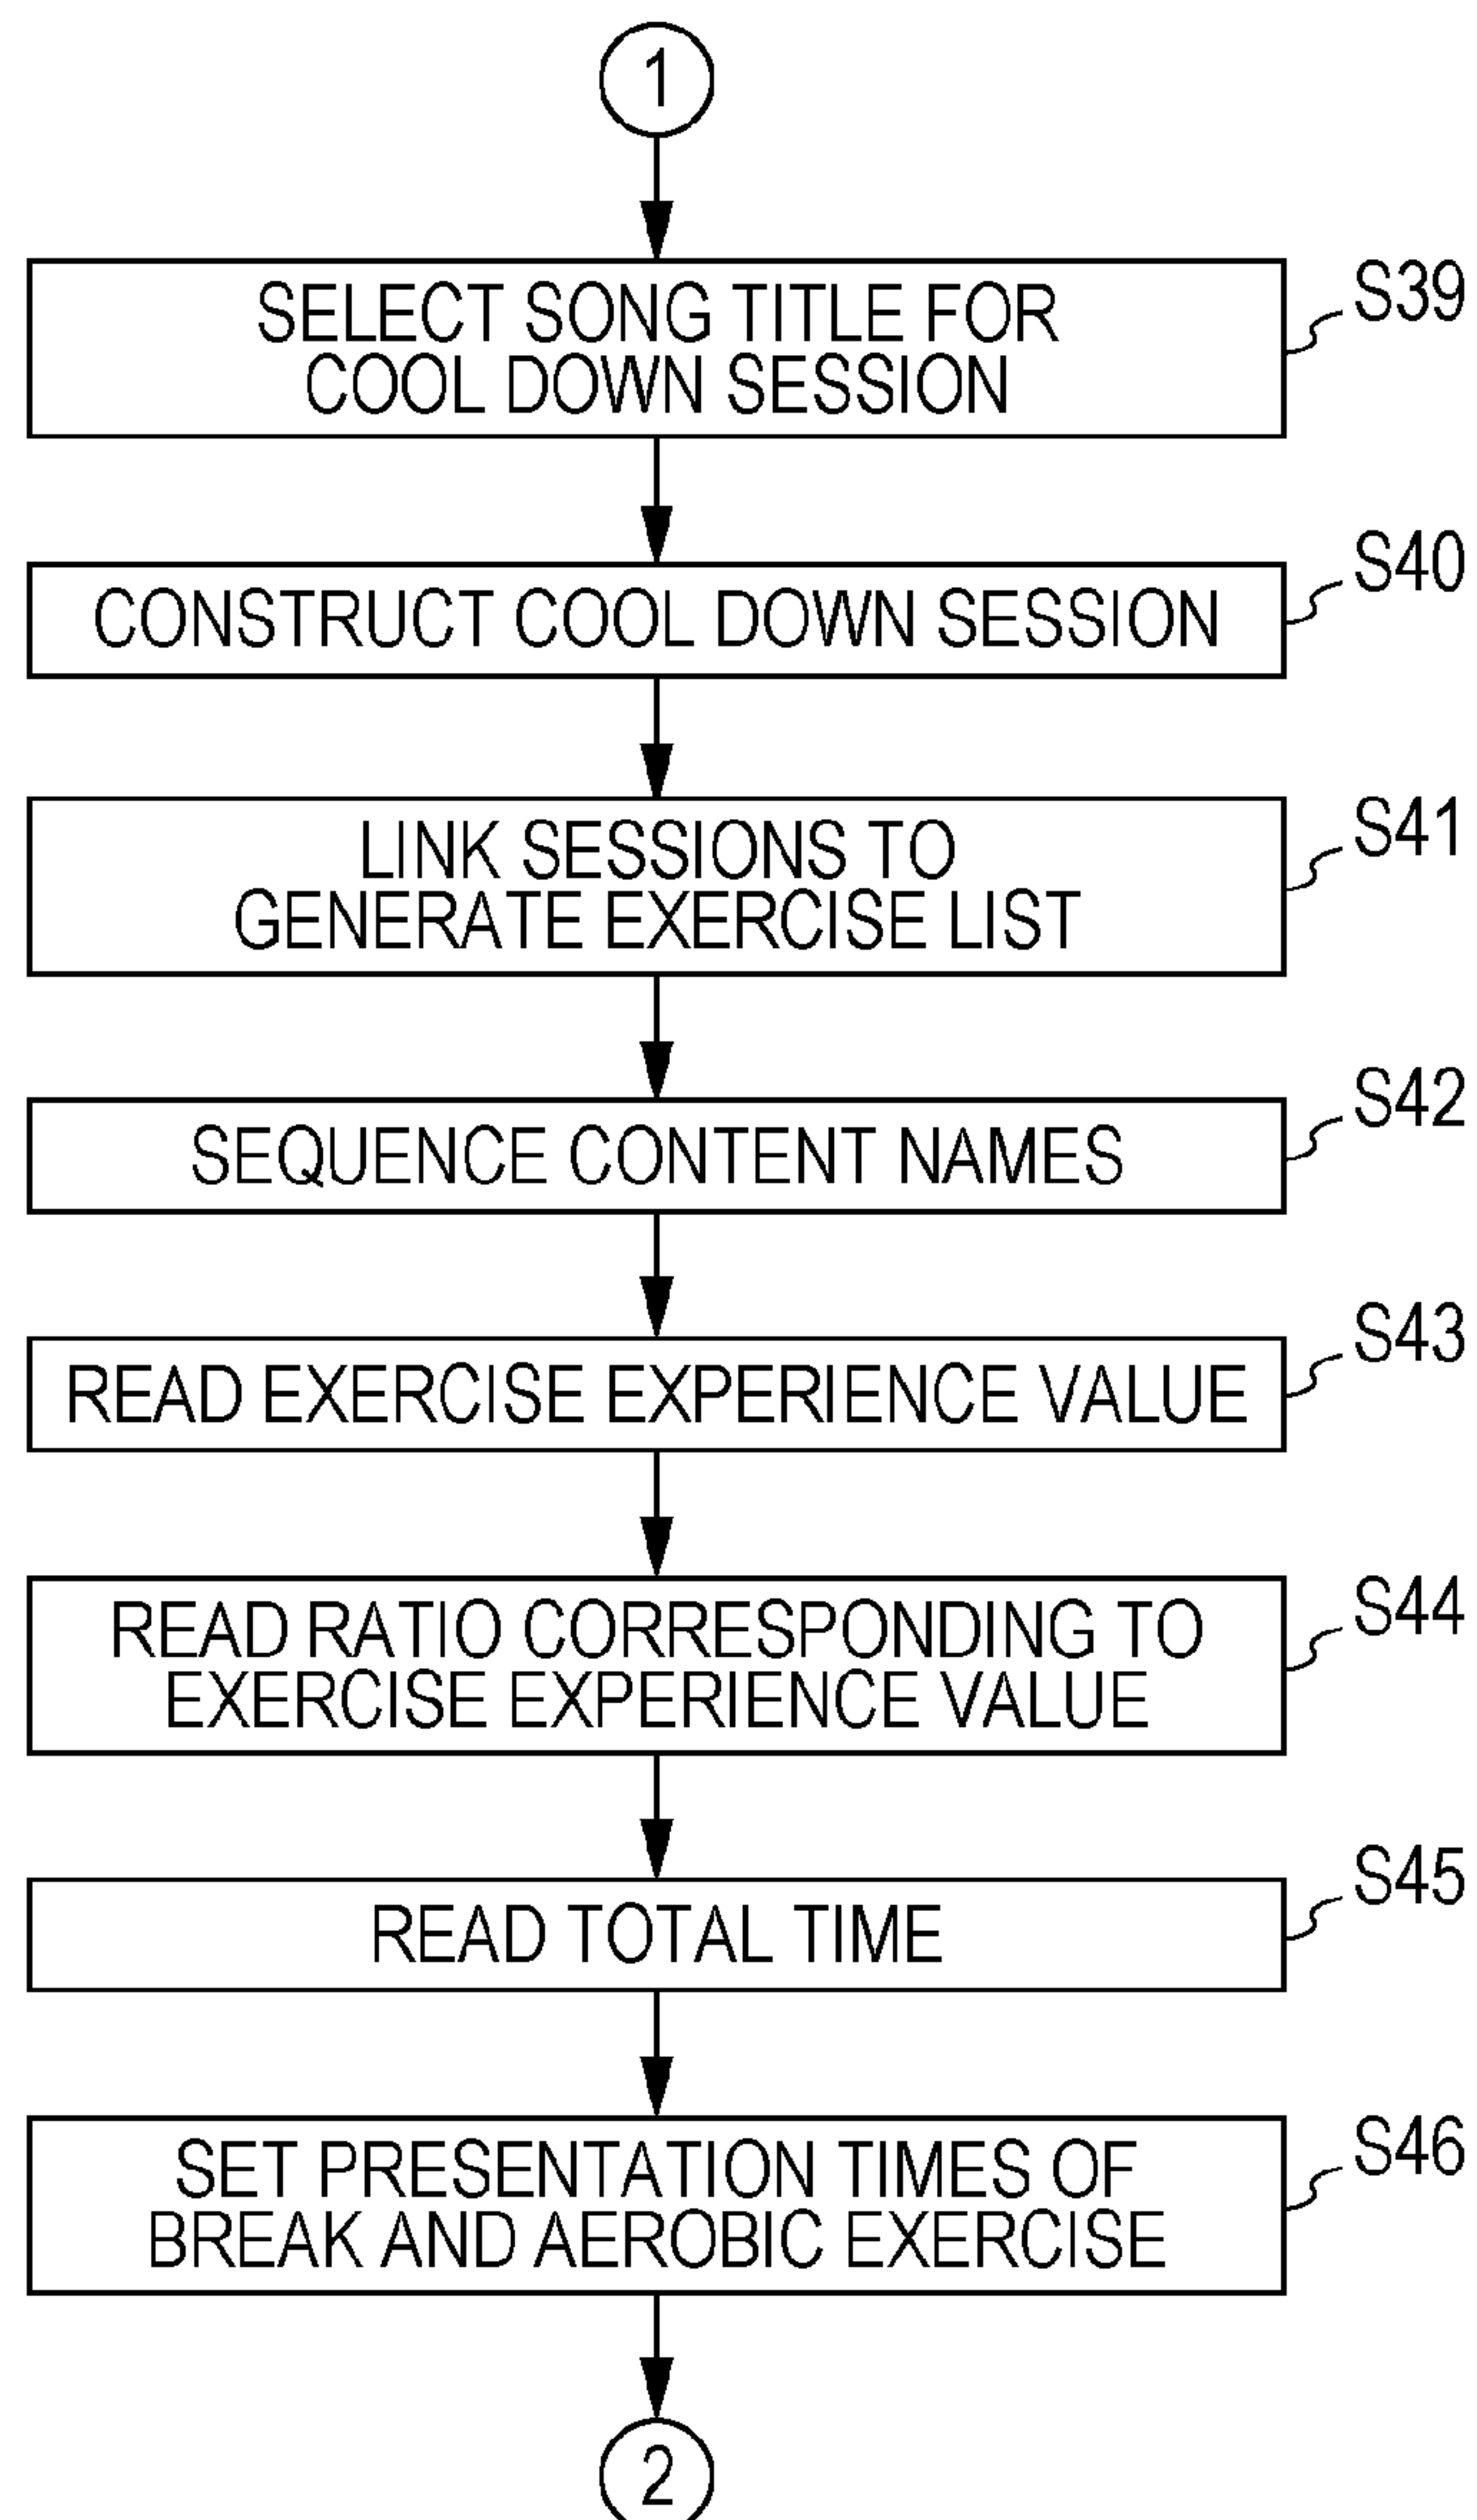 1
SELECT SONG TITLE FOR
COOL DOWN SESSION
S39
CONSTRUCT COOL DOWN SESSION
S40
LINK SESSIONS TO
GENERATE EXERCISE LIST
S41
SEQUENCE CONTENT NAMES
S42
READ EXERCISE EXPERIENCE VALUE
S43
READ RATIO CORRESPONDING TO
EXERCISE EXPERIENCE VALUE
S44
READ TOTAL TIME
S45
SET PRESENTATION TIMES OF
BREAK AND AEROBIC EXERCISE
S46
2